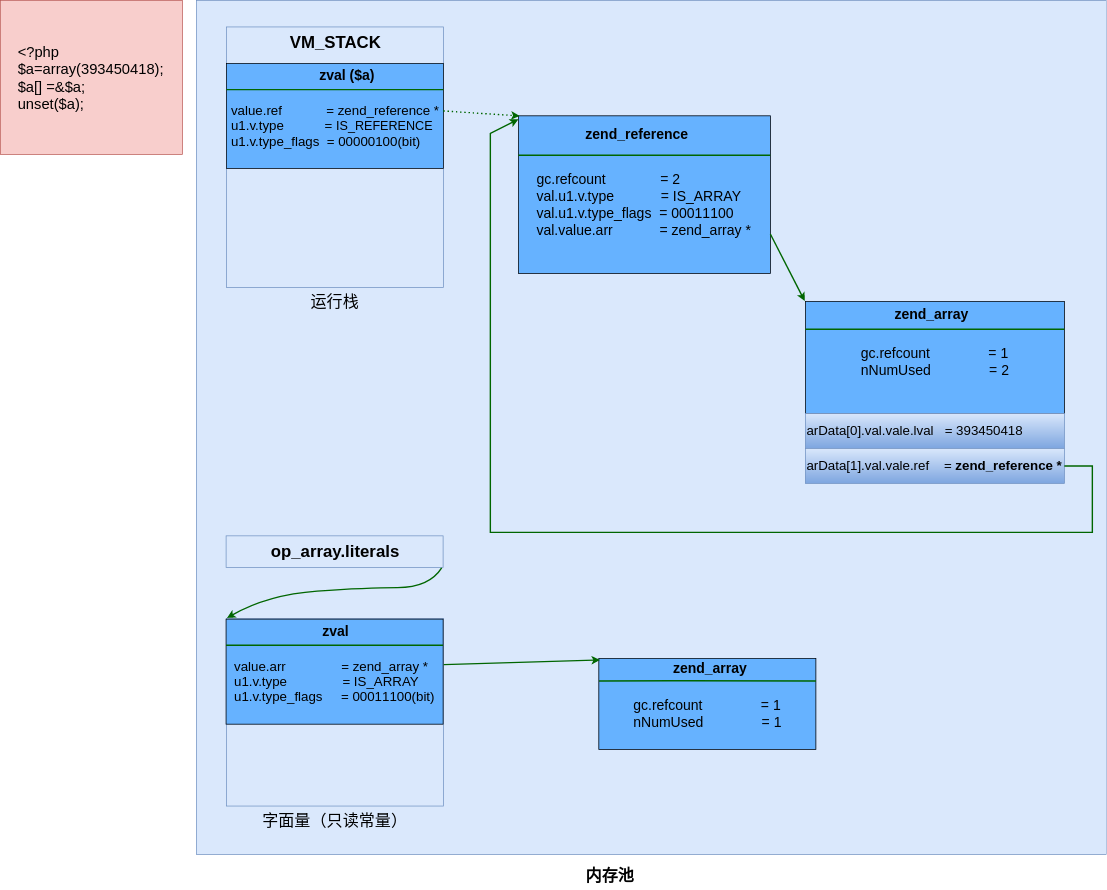 <?php
$a=array(393450418);
$a[] =&$a;
unset($a);
VM_STACK
zval ($a)
value.ref = zend_reference *
u1.v.type = IS_REFERENCE
u1.v.type_flags = 00000100(bit)
运行栈
zend_reference
gc.refcount = 2
val.u1.v.type = IS_ARRAY
val.u1.v.type_flags = 00011100
val.value.arr = zend_array *
zend_array
gc.refcount = 1
nNumUsed = 2
arData[0].val.vale.lval = 393450418
arData[1].val.vale.ref = zend_reference *
op_array.literals
zval
value.arr = zend_array *
u1.v.type = IS_ARRAY
u1.v.type_flags = 00011100(bit)
字面量（只读常量）
zend_array
gc.refcount = 1
nNumUsed = 1
内存池